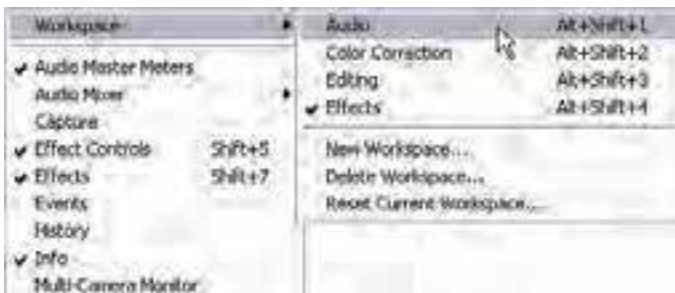 Workspace
Audio Master Meters
Audio Mixer
Capture
Effect Controls Shift+5
Effects Shift+7
Events
History
Info
Multi-Camera Monitor
Audio Alt+Shift+1
Color Correction Alt+Shift+2
Editing Alt+Shift+3
Effects Alt+Shift+4
New Workspace...
Delete Workspace...
Reset Current Workspace...